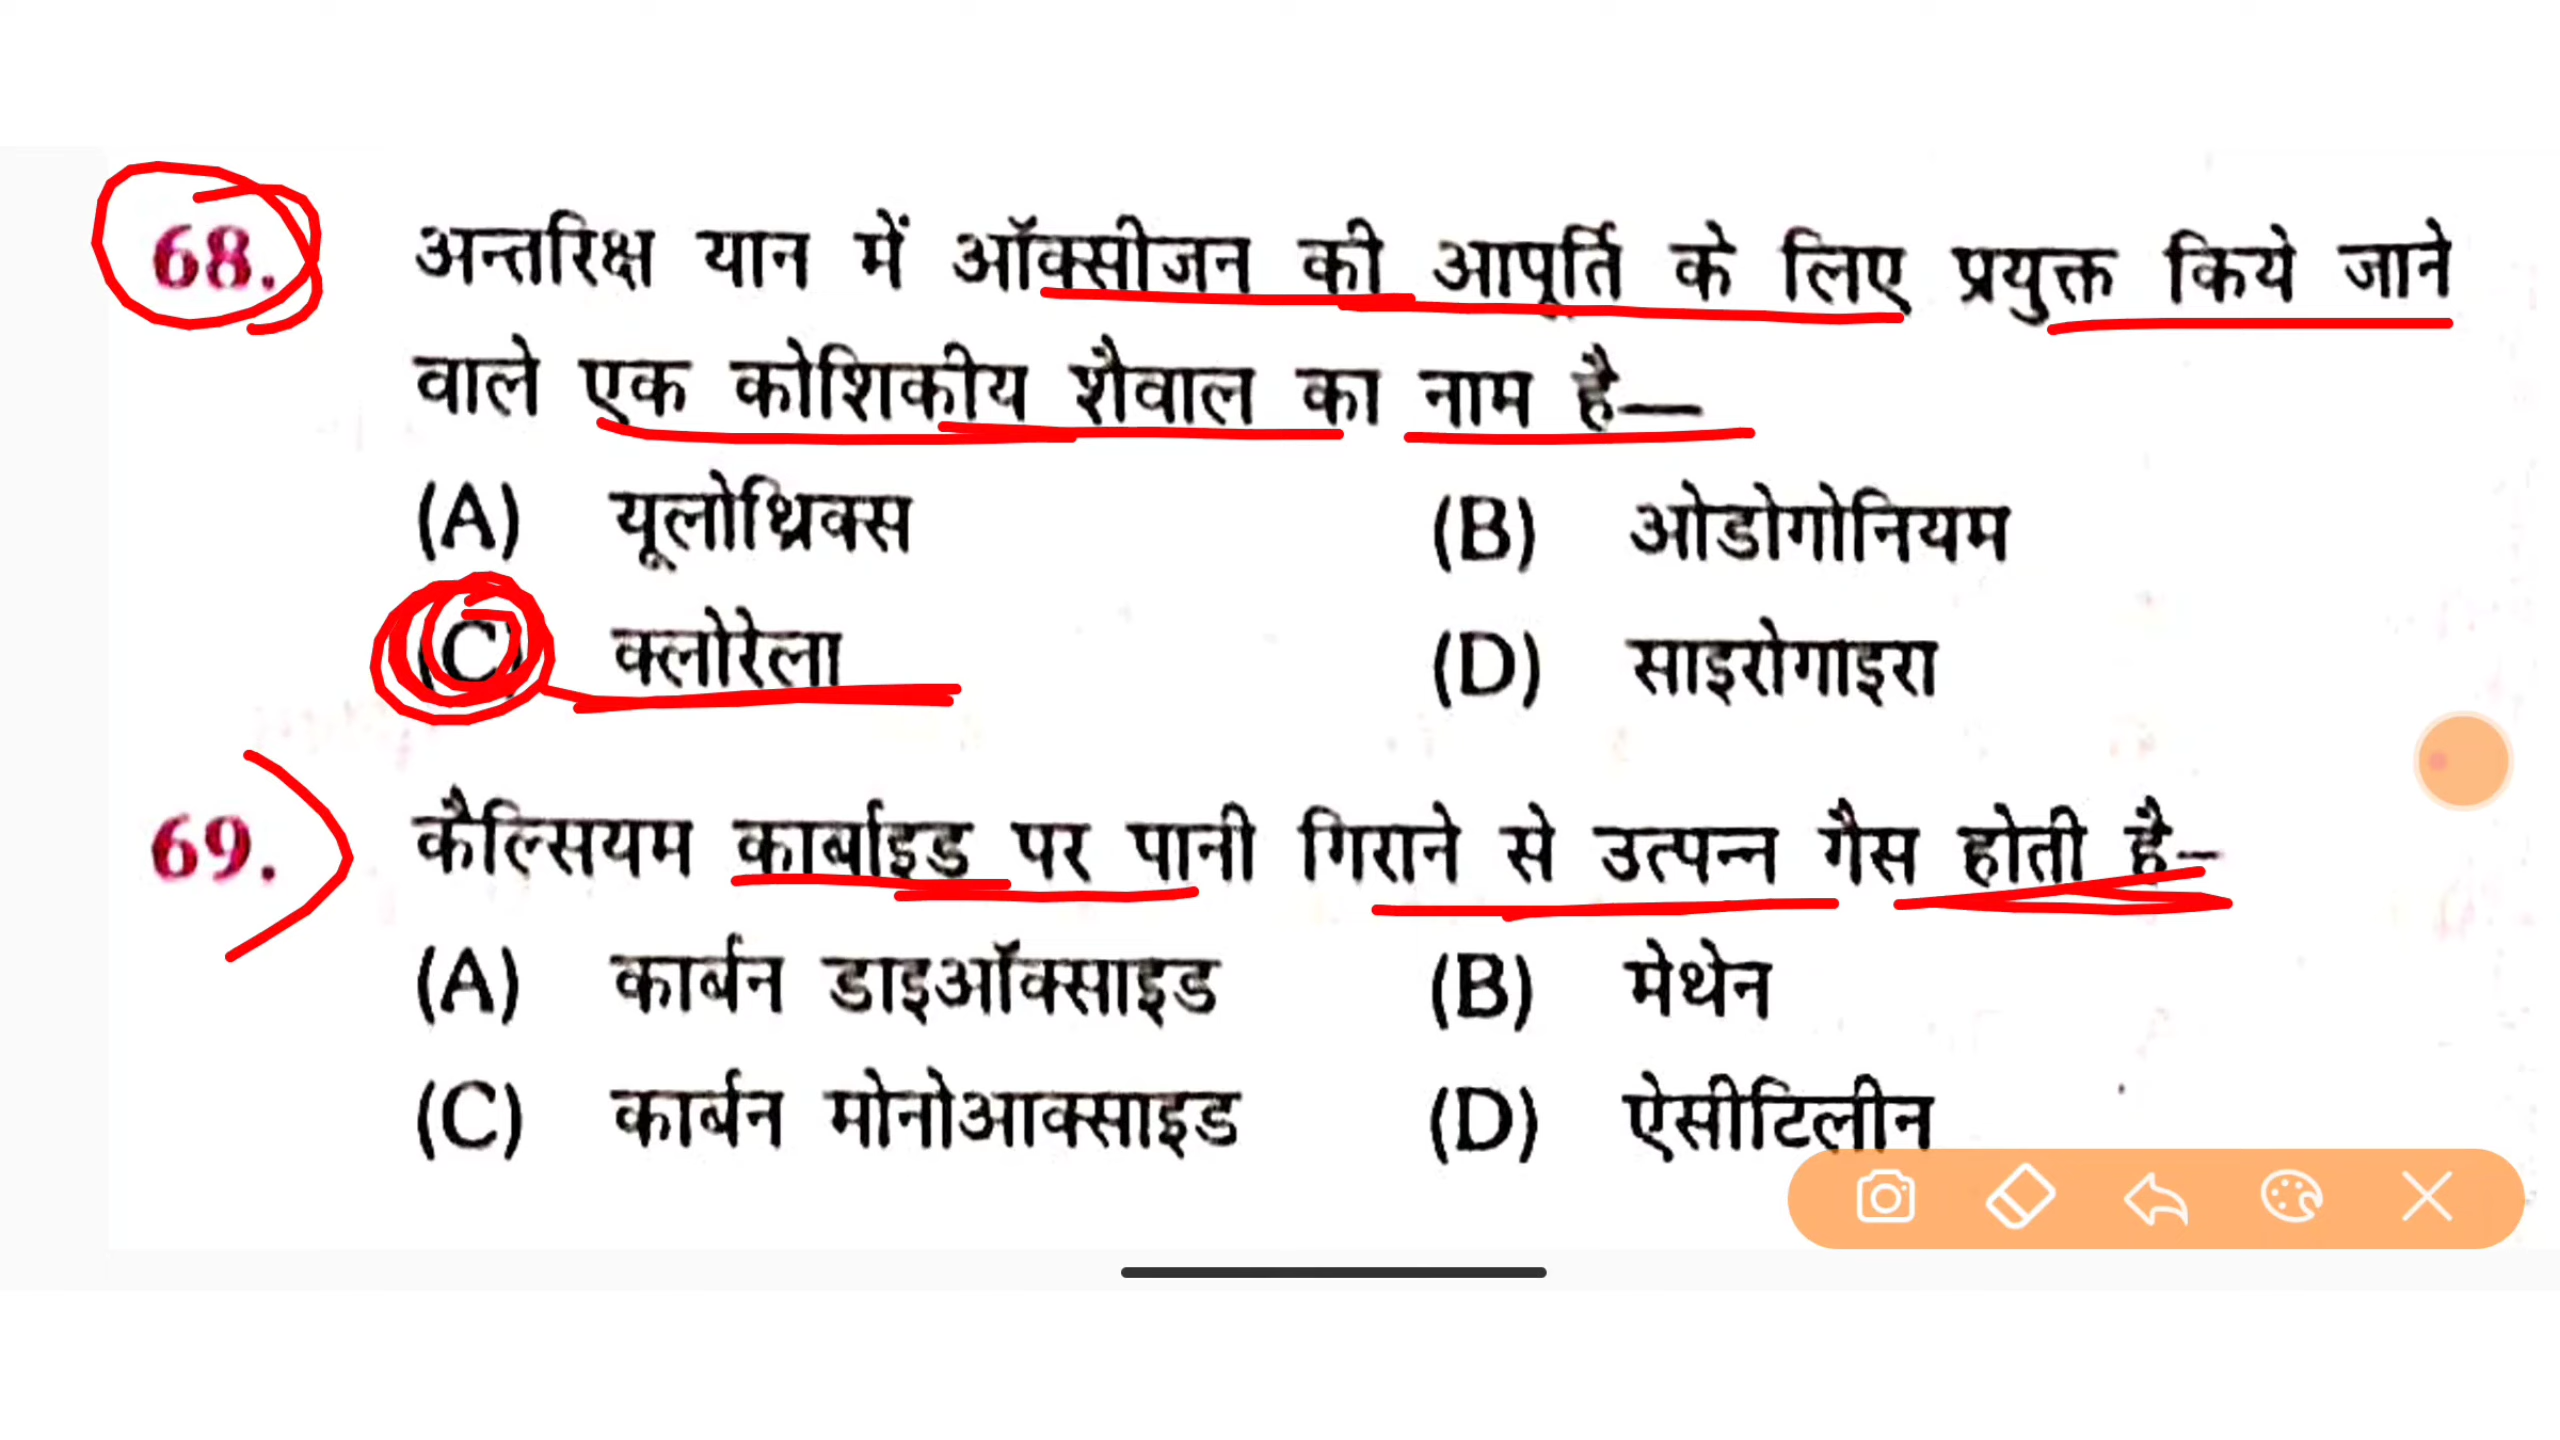 68. अन्तरिक्ष यान में ऑक्सीजन की आपूर्ति के लिए प्रयुक्त किये जाने
वाले एक कोशिकीय शैवाल का नाम है—
(A) यूलोथ्रिक्स (B) ओडोगोनियम
(C) क्लोरेला (D) साइरोगाइरा
69. कैल्सियम कार्बाइड पर पानी गिराने से उत्पन्न गैस होती है–
(A) कार्बन डाइऑक्साइड (B) मेथेन
(C) कार्बन मोनोआक्साइड (D) ऐसीटिलीन